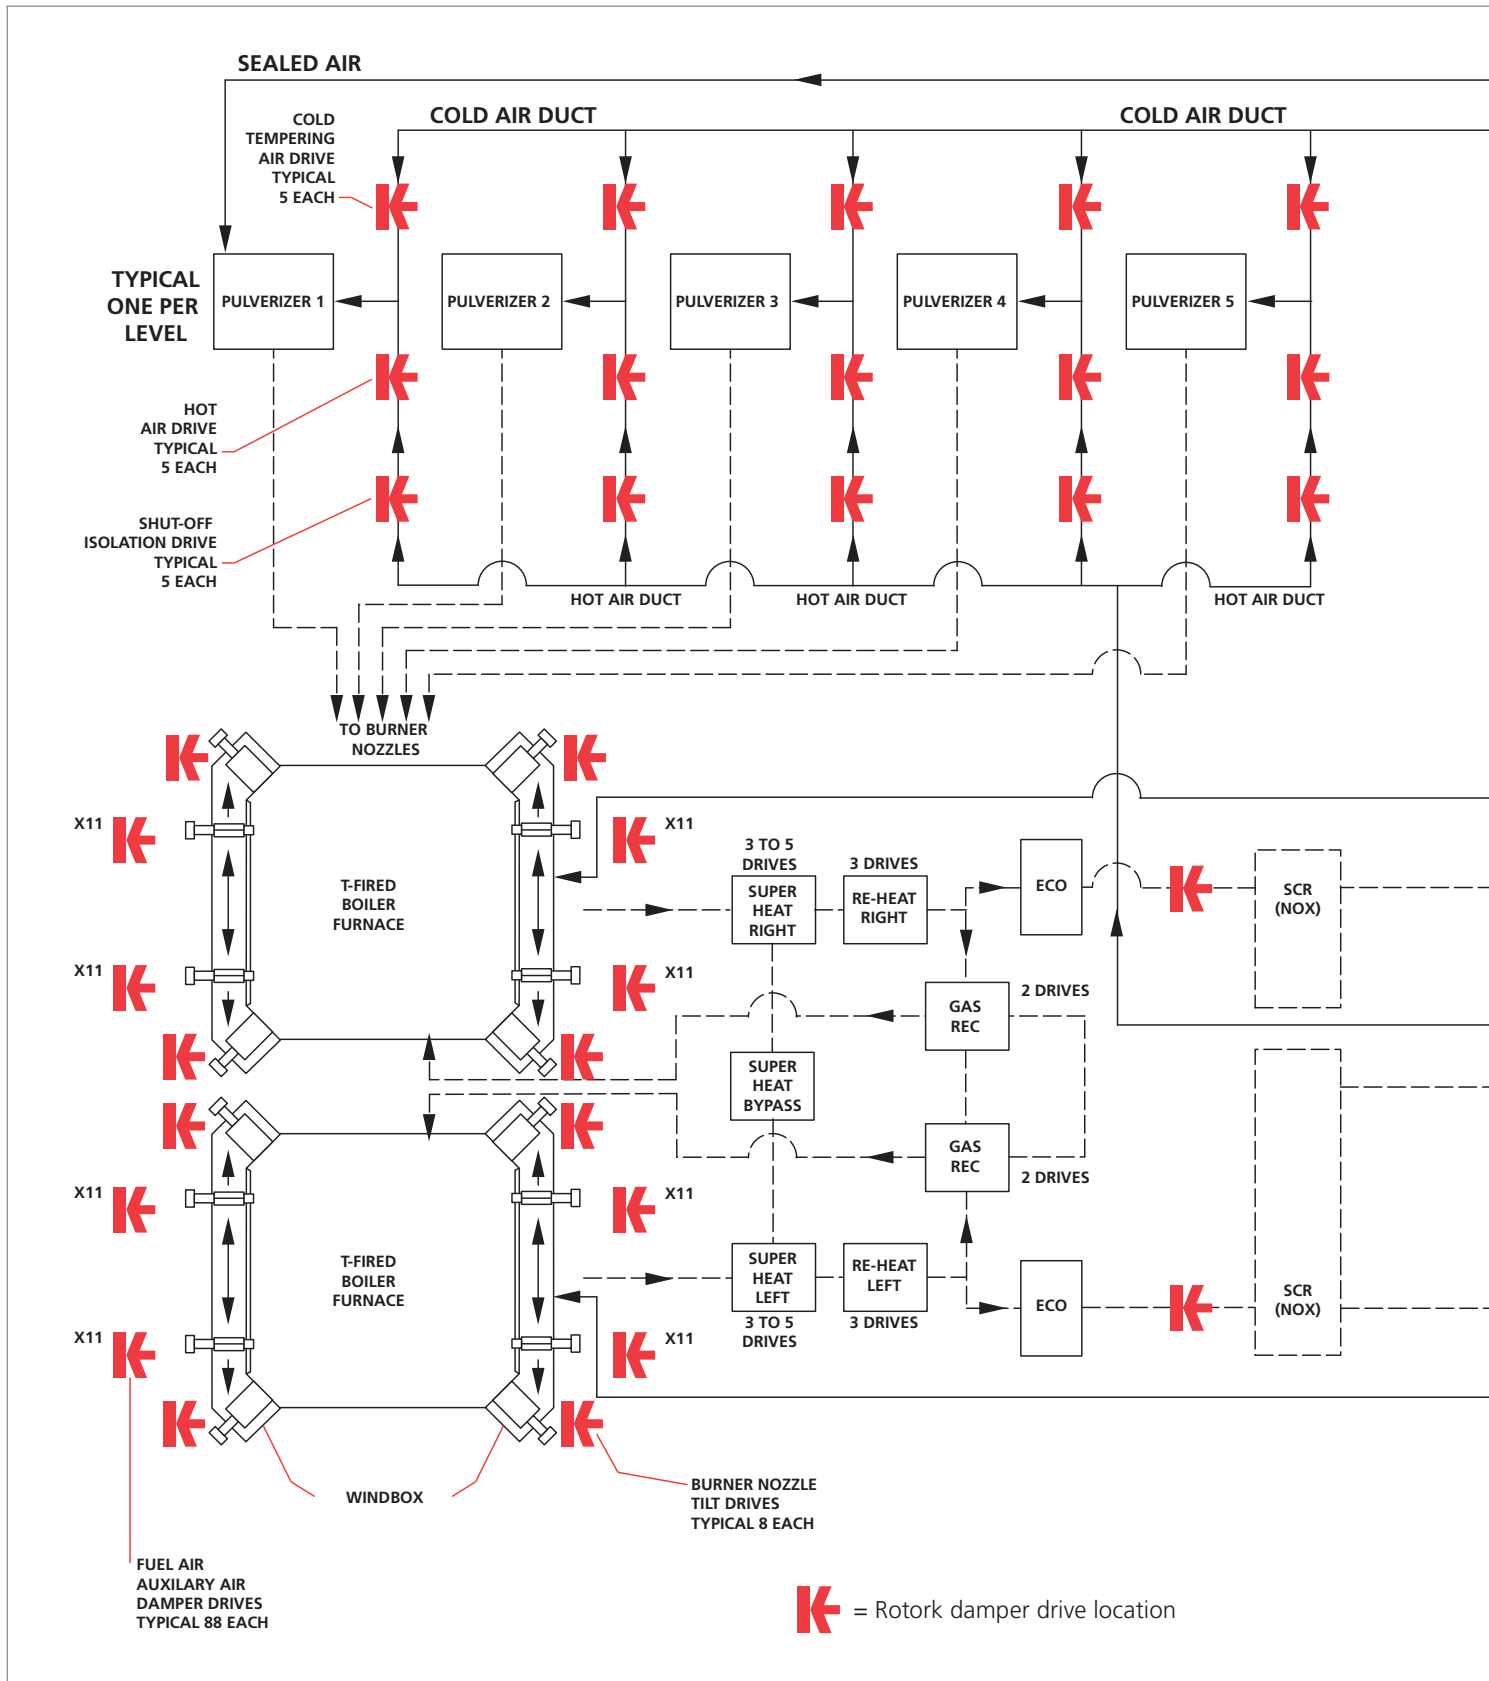 SEALED AIR
COLD AIR DUCT
COLD AIR DUCT
COLD
TEMPERING
AIR DRIVE
TYPICAL
5 EACH
TYPICAL
ONE PER
LEVEL
PULVERIZER 1
PULVERIZER 2
PULVERIZER 3
PULVERIZER 4
PULVERIZER 5
HOT
AIR DRIVE
TYPICAL
5 EACH
SHUT-OFF
ISOLATION DRIVE
TYPICAL
5 EACH
HOT AIR DUCT
HOT AIR DUCT
HOT AIR DUCT
TO BURNER
NOZZLES
X11
X11
T-FIRED
BOILER
FURNACE
X11
X11
3 TO 5
DRIVES
SUPER
HEAT
RIGHT
3 DRIVES
RE-HEAT
RIGHT
ECO
SCR
(NOX)
GAS
REC
2 DRIVES
SUPER
HEAT
BYPASS
GAS
REC
2 DRIVES
X11
X11
T-FIRED
BOILER
FURNACE
X11
X11
SUPER
HEAT
LEFT
3 TO 5
DRIVES
RE-HEAT
LEFT
3 DRIVES
ECO
SCR
(NOX)
WINDBOX
BURNER NOZZLE
TILT DRIVES
TYPICAL 8 EACH
FUEL AIR
AUXILARY AIR
DAMPER DRIVES
TYPICAL 88 EACH
= Rotork damper drive location